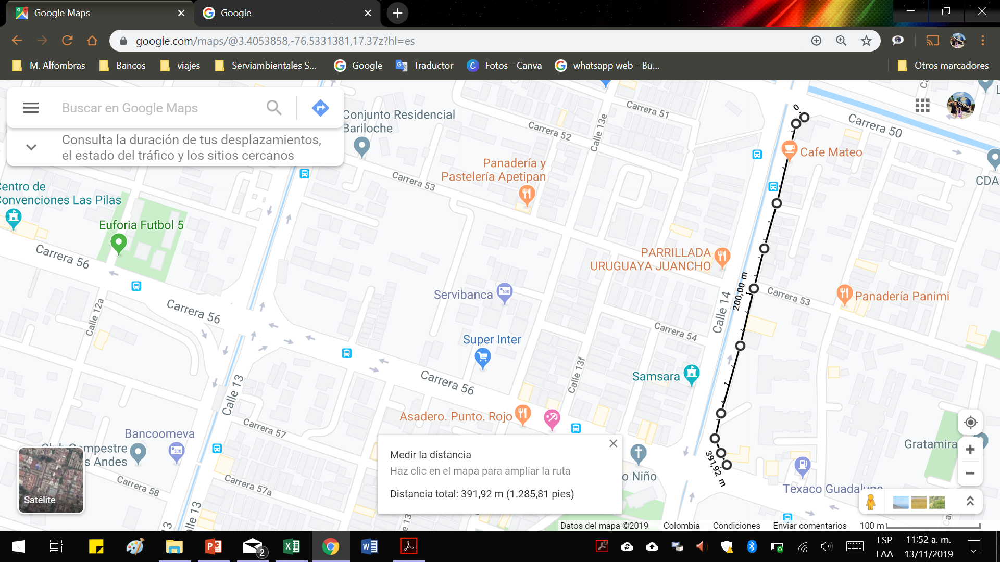 Google Maps
Google
google.com/maps/@3.4053858,-76.5331381,17.37z?hl=es
M. Alfombras
Bancos
viajes
Serviambientales S...
Google
Traductor
Fotos - Canva
whatsapp web - Bu...
Otros marcadores
Buscar en Google Maps
Consulta la duración de tus desplazamientos,
el estado del tráfico y los sitios cercanos
Conjunto Residencial
Bariloche
Carrera 51
Carrera 52
Calle 13e
Carrera 50
0
Cafe Mateo
CDA
Panadería y
Pastelería Apetipan
Carrera 53
entro de
Convenciones Las Pilas
Euforia Futbol 5
Carrera 56
PARRILLADA
URUGUAYA JUANCHO
200,00 m
Calle 14
Carrera 53
Panadería Panimi
Servibanca
Calle 12a
Carrera 56
Carrera 54
Super Inter
Samsara
Calle 13f
Carrera 56
Calle 13
Asadero. Punto. Rojo
Carrera 57
Bancoomeva
Club Campestre
s Andes
Gratamira
391,92 m
o Niño
Texaco Guadalupe
Carrera 58
Carrera 57a
Satélite
lle 13
13
e 13
Medir la distancia
Haz clic en el mapa para ampliar la ruta
Distancia total: 391,92 m (1.285,81 pies)
Datos del mapa ©2019
Colombia
Condiciones
Enviar comentarios
100 m
2
ESP
LAA
11:52 a. m.
13/11/2019